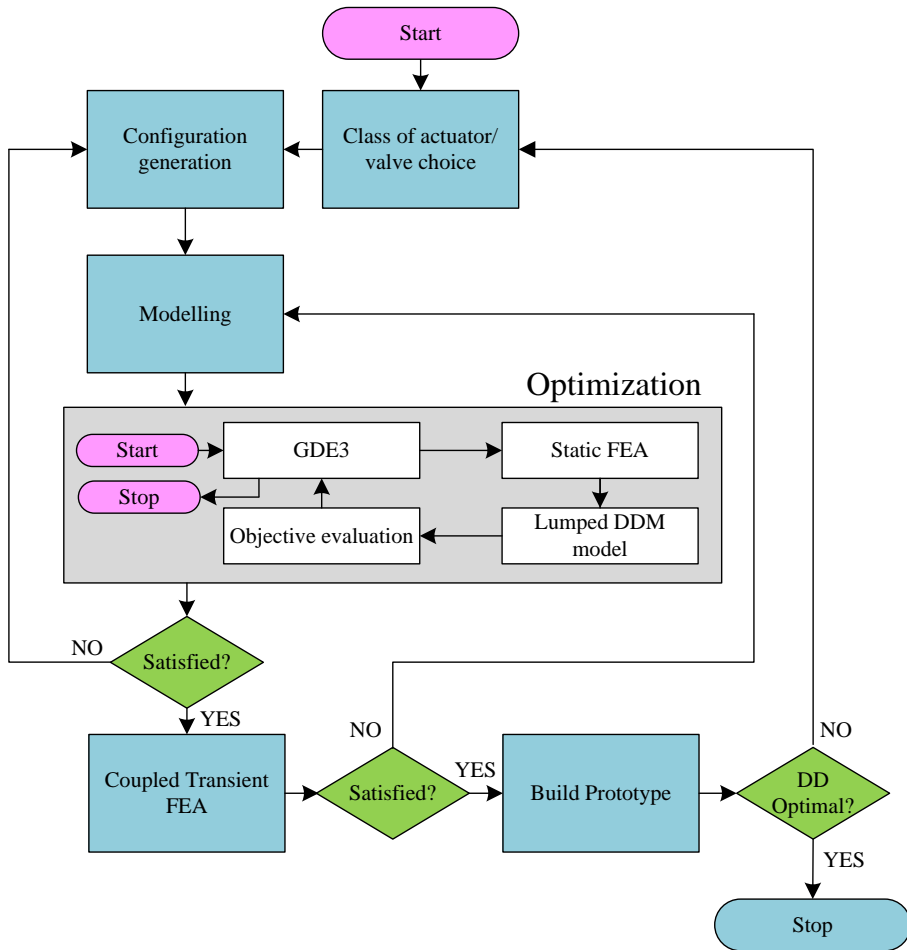 Start
Configuration
generation
Class of actuator/
valve choice
Modelling
Optimization
Start
GDE3
Static FEA
Stop
Objective evaluation
Lumped DDM
model
NO
Satisfied?
YES
NO
NO
Coupled Transient
FEA
Satisfied?
YES
Build Prototype
DD
Optimal?
YES
Stop